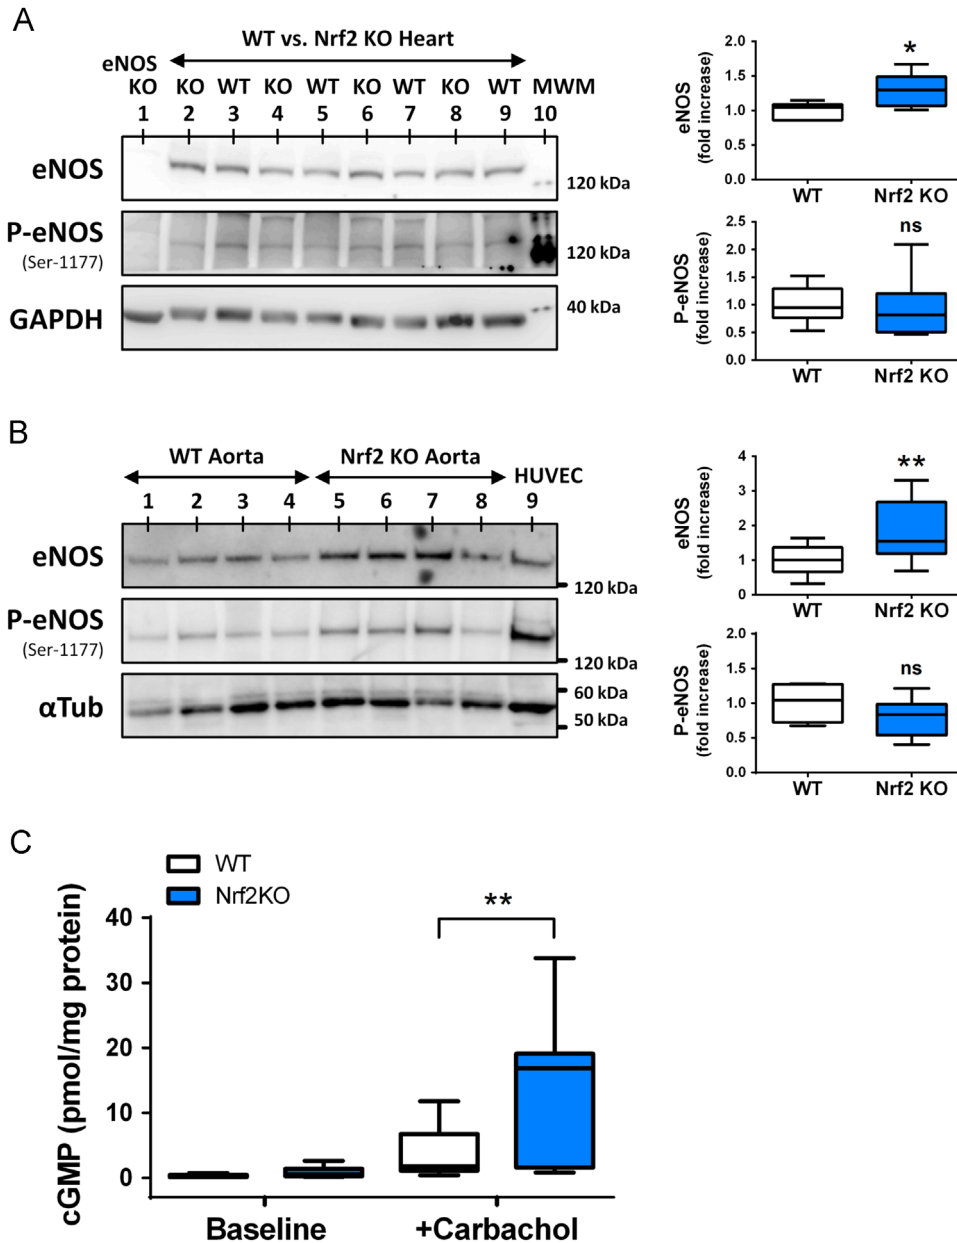 A
WT vs. Nrf2 KO Heart
eNOS
KO KO WT KO WT KO WT KO WT MWM
1 2 3 4 5 6 7 8 9 10
eNOS
120 kDa
P-eNOS
(Ser-1177)
120 kDa
GAPDH
40 kDa
eNOS
(fold increase)
2.0
1.5
1.0
0.5
0.0
*
WT Nrf2 KO
P-eNOS
(fold increase)
2.5
2.0
1.5
1.0
0.5
0.0
ns
WT Nrf2 KO
B
WT Aorta Nrf2 KO Aorta HUVEC
1 2 3 4 5 6 7 8 9
eNOS
120 kDa
P-eNOS
(Ser-1177)
120 kDa
αTub
60 kDa
50 kDa
eNOS
(fold increase)
4
3
2
1
0
**
WT Nrf2 KO
P-eNOS
(fold increase)
2.0
1.5
1.0
0.5
0.0
ns
WT Nrf2 KO
C
WT
Nrf2KO
cGMP (pmol/mg protein)
40
30
20
10
0
**
Baseline +Carbachol